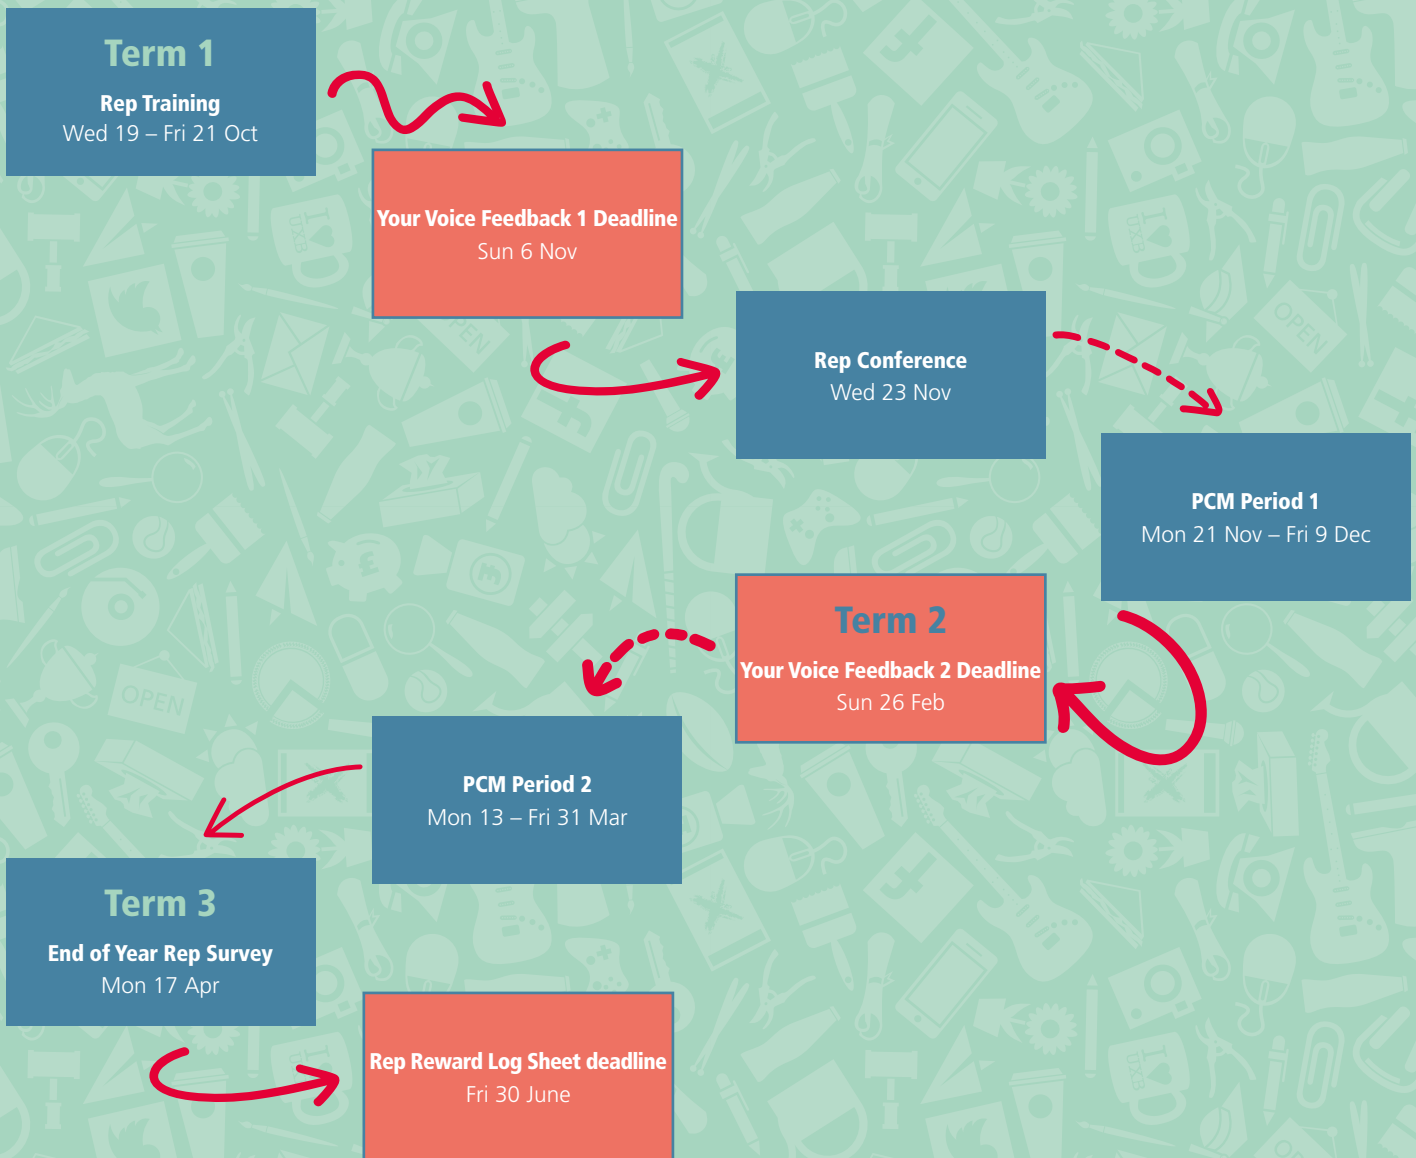 Term 1
Rep Training
Wed 19 – Fri 21 Oct
Your Voice Feedback 1 Deadline
Sun 6 Nov
Rep Conference
Wed 23 Nov
PCM Period 1
Mon 21 Nov – Fri 9 Dec
Term 2
Your Voice Feedback 2 Deadline
Sun 26 Feb
PCM Period 2
Mon 13 – Fri 31 Mar
Term 3
End of Year Rep Survey
Mon 17 Apr
Rep Reward Log Sheet deadline
Fri 30 June
OPEN
OPEN